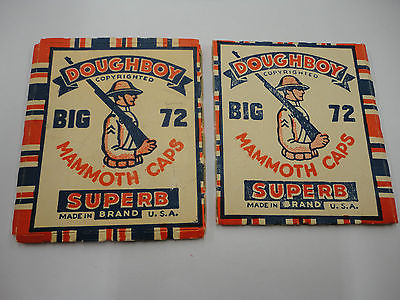 DOUGHBOY
COPYRIGHTED
BIG 72
MAMMOTH CAPS
SUPERB
MADE IN BRAND U.S.A.
DOUGHBOY
COPYRIGHTED
BIG 72
MAMMOTH CAPS
SUPERB
MADE IN BRAND U.S.A.